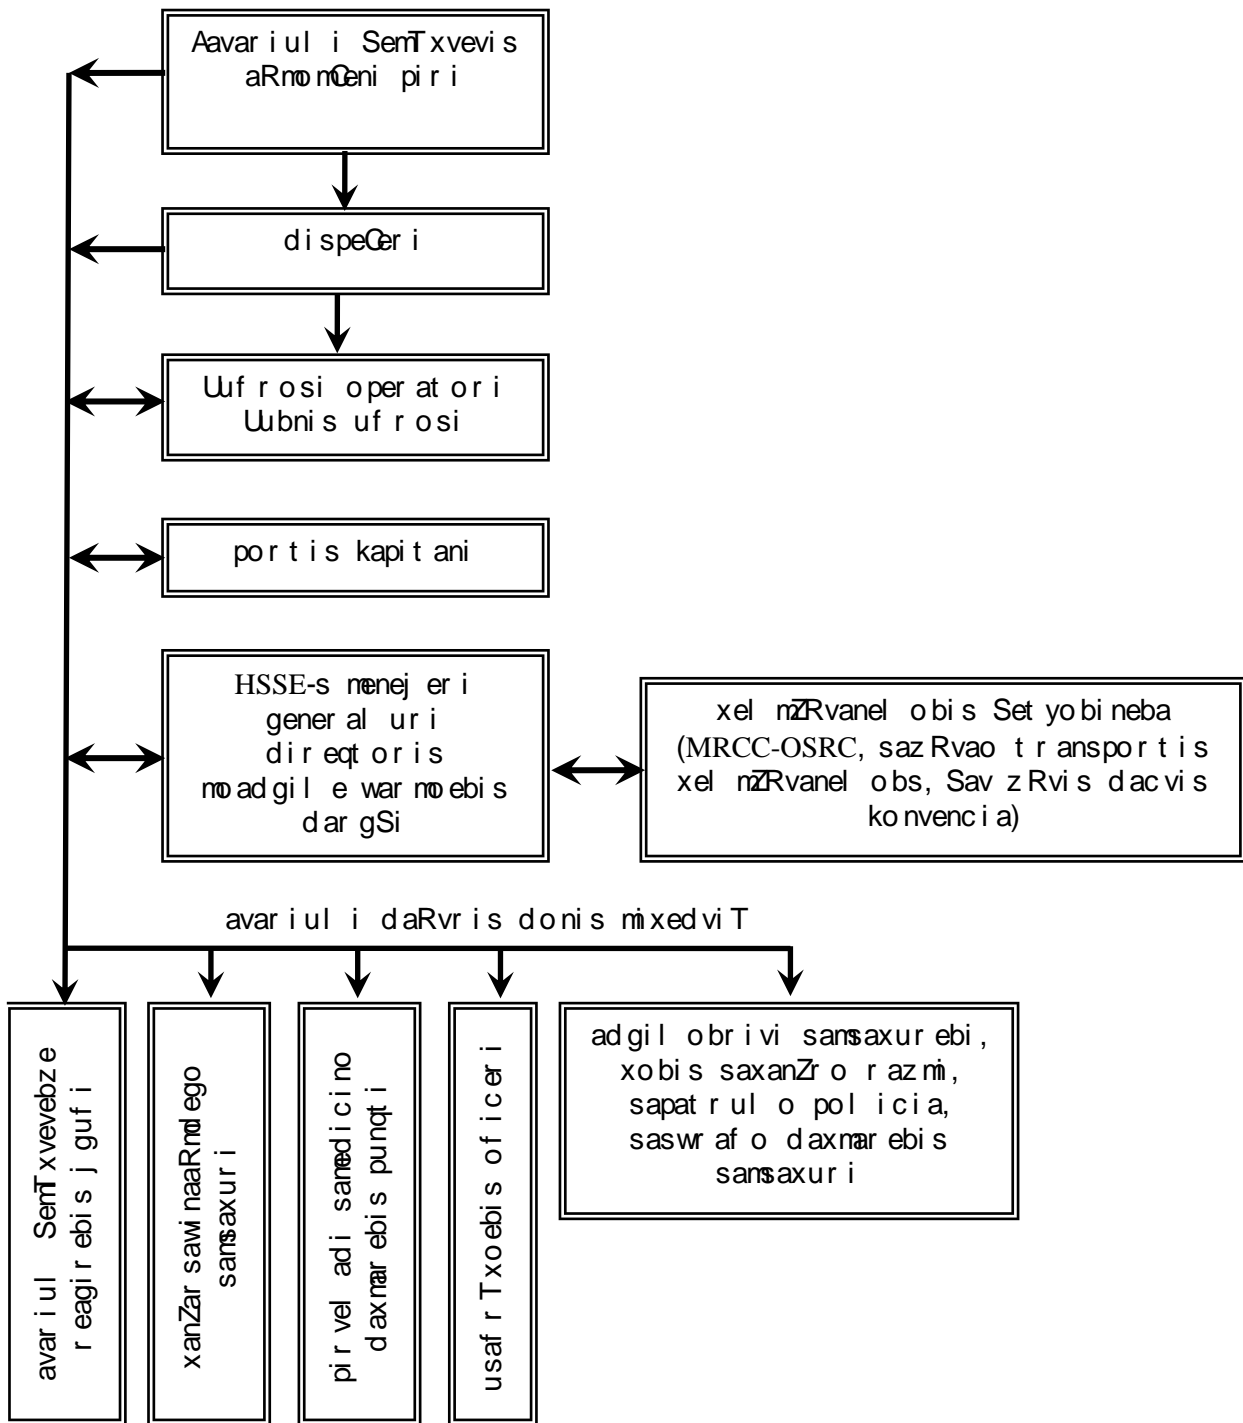 Aavariuli SemTxvevis
aRmomCeni piri
dispeCeri
Uufrosi operatori
Uubnis ufrosi
portis kapitani
HSSE-s menejeri
generaluri
direqtoris
moadgile warmoebis
dargSi
xelmZRvanelobis Setyobineba
(MRCC-OSRC, sazRvao transportis
xelmZRvanelobs, Sav zRvis dacvis
konvencia)
avariuli daRvris donis mixedviT
avariul SemTxvevebze
reagirebis jgufi
xanZarsawinaaRmdego
samsaxuri
pirveladi samedicino
daxmarebis punqti
usafrTxoebis oficeri
adgilobrivi samsaxurebi,
xobis saxanZro razmi,
sapatrulo policia,
saswrafo daxmarebis
samsaxuri